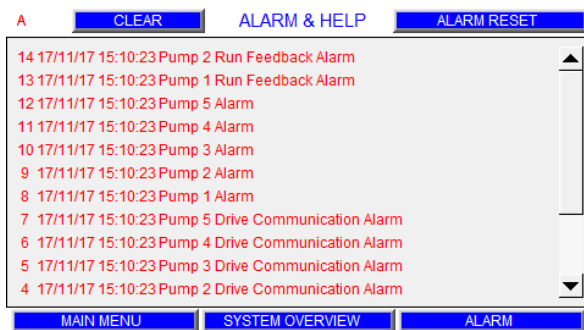 A CLEAR ALARM & HELP ALARM RESET
14 17/11/17 15:10:23 Pump 2 Run Feedback Alarm
13 17/11/17 15:10:23 Pump 1 Run Feedback Alarm
12 17/11/17 15:10:23 Pump 5 Alarm
11 17/11/17 15:10:23 Pump 4 Alarm
10 17/11/17 15:10:23 Pump 3 Alarm
9 17/11/17 15:10:23 Pump 2 Alarm
8 17/11/17 15:10:23 Pump 1 Alarm
7 17/11/17 15:10:23 Pump 5 Drive Communication Alarm
6 17/11/17 15:10:23 Pump 4 Drive Communication Alarm
5 17/11/17 15:10:23 Pump 3 Drive Communication Alarm
4 17/11/17 15:10:23 Pump 2 Drive Communication Alarm
MAIN MENU SYSTEM OVERVIEW ALARM